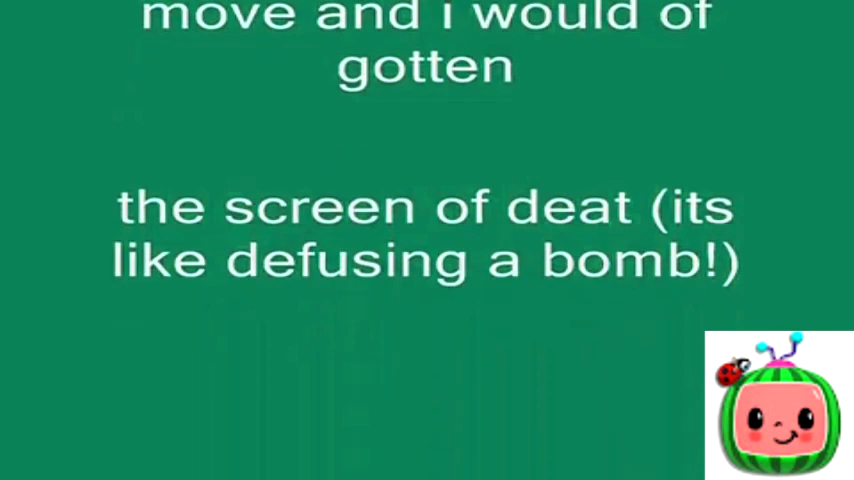 move and i would of
gotten
the screen of deat (its
like defusing a bomb!)